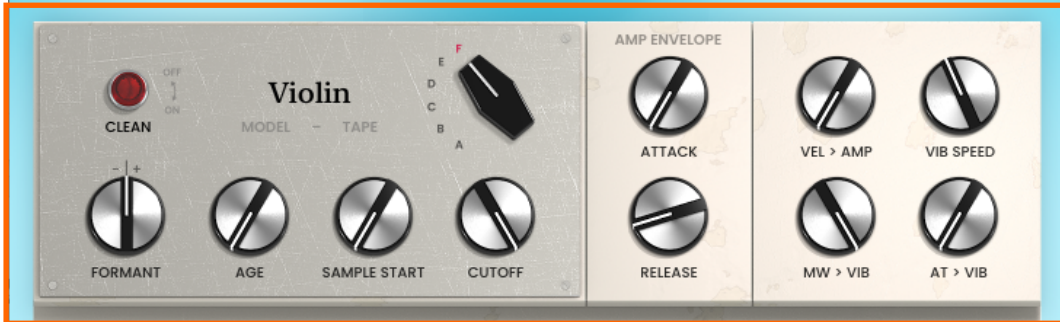 AMP ENVELOPE
F
E
D
C
B
A
OFF
ON
CLEAN
Violin
MODEL - TAPE
ATTACK
VEL > AMP
VIB SPEED
- | +
FORMANT
AGE
SAMPLE START
CUTOFF
RELEASE
MW > VIB
AT > VIB